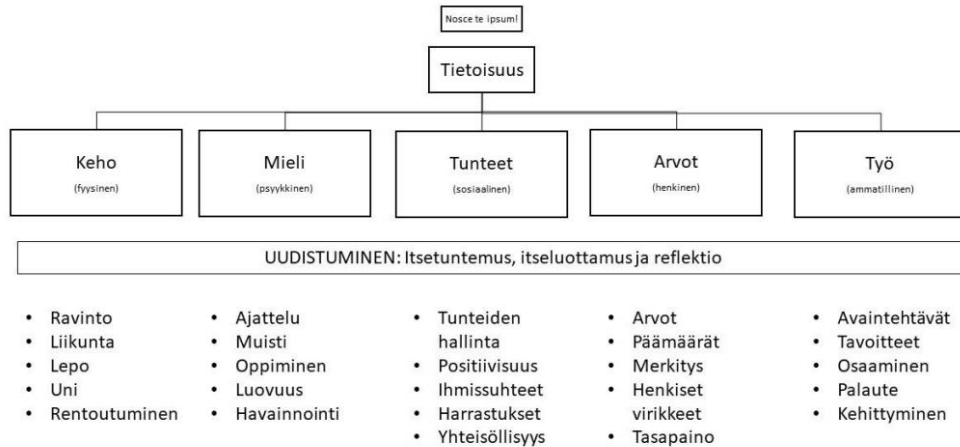 Nosce te ipsum!
Tietoisuus
Keho
(fyysinen)
Mieli
(psyykkinen)
Tunteet
(sosiaalinen)
Arvot
(henkinen)
Työ
(ammatillinen)
UUDISTUMINEN: Itsetuntemus, itseluottamus ja reflektio
• Ravinto
• Liikunta
• Lepo
• Uni
• Rentoutuminen
• Ajattelu
• Muisti
• Oppiminen
• Luovuus
• Havainnointi
• Tunteiden
hallinta
• Positiivisuus
• Ihmissuhteet
• Harrastukset
• Yhteisöllisyys
• Arvot
• Päämäärät
• Merkitys
• Henkiset
virikkeet
• Tasapaino
• Avaintehtävät
• Tavoitteet
• Osaaminen
• Palaute
• Kehittyminen